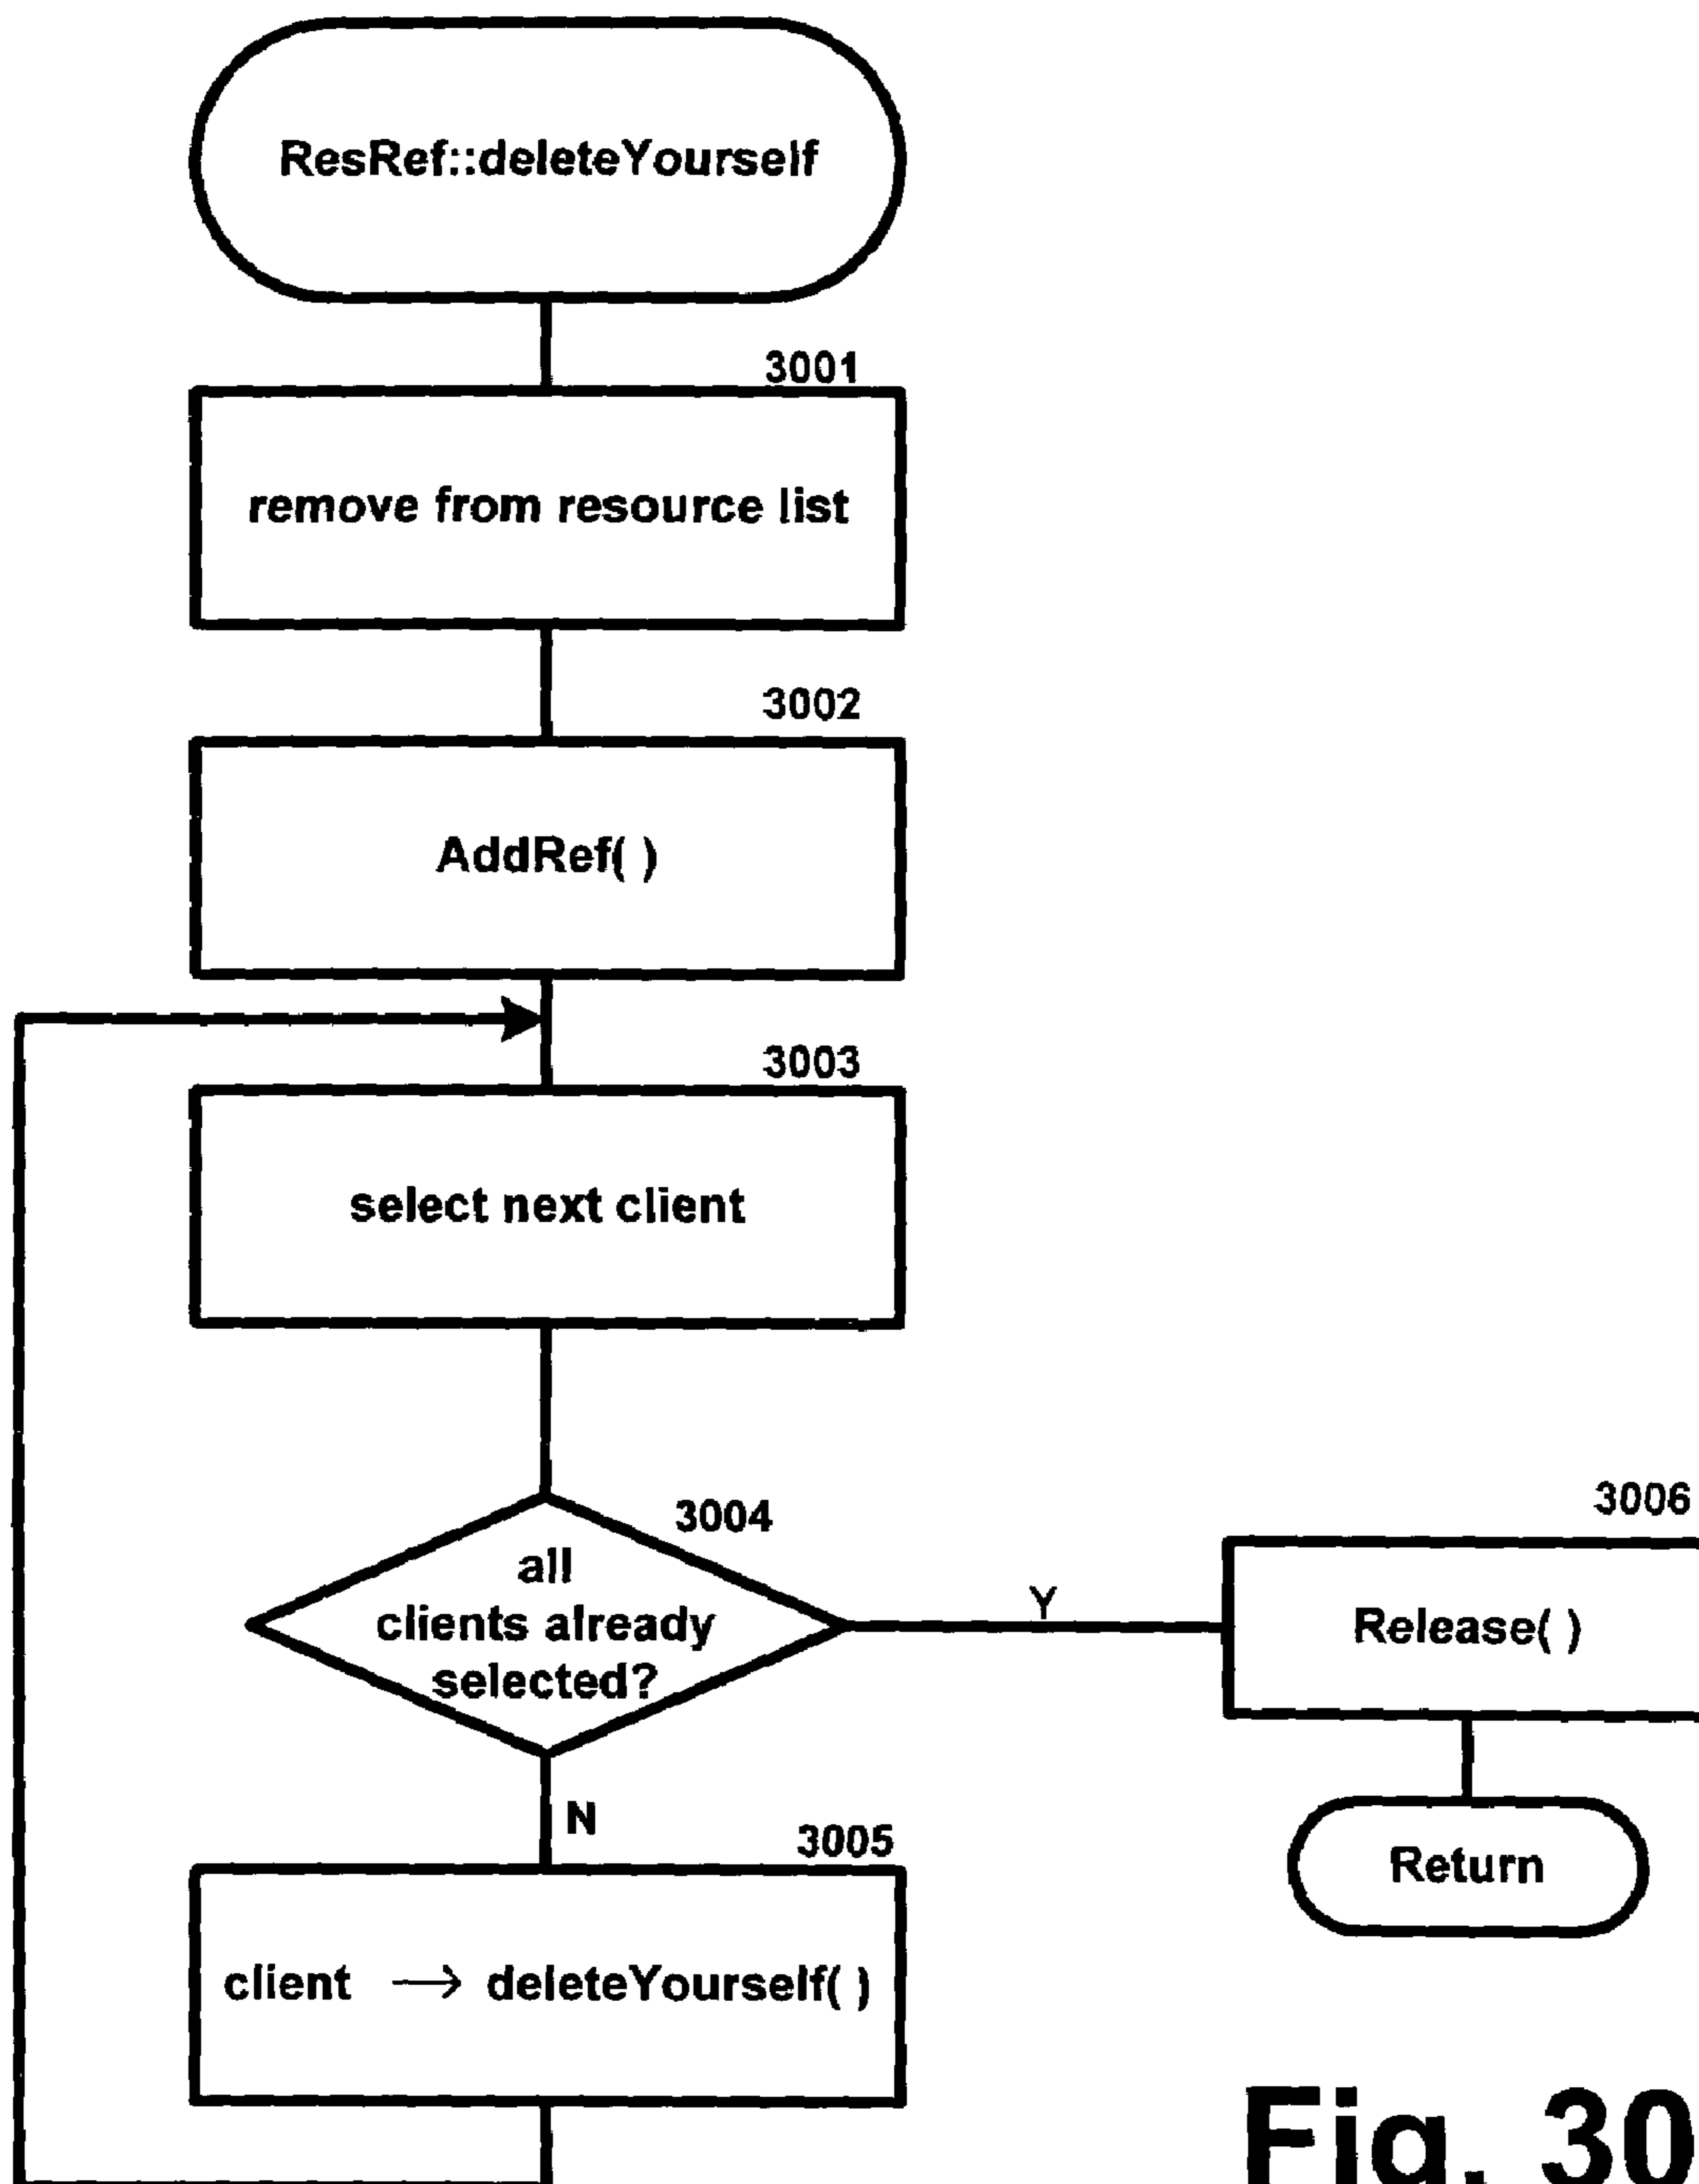 ResRef::deleteYourself
3001
remove from resource list
3002
AddRef( )
3003
select next client
3004
all
clients already
selected?
Y
3006
Release( )
Return
N
3005
client → deleteYourself( )
Fig. 30